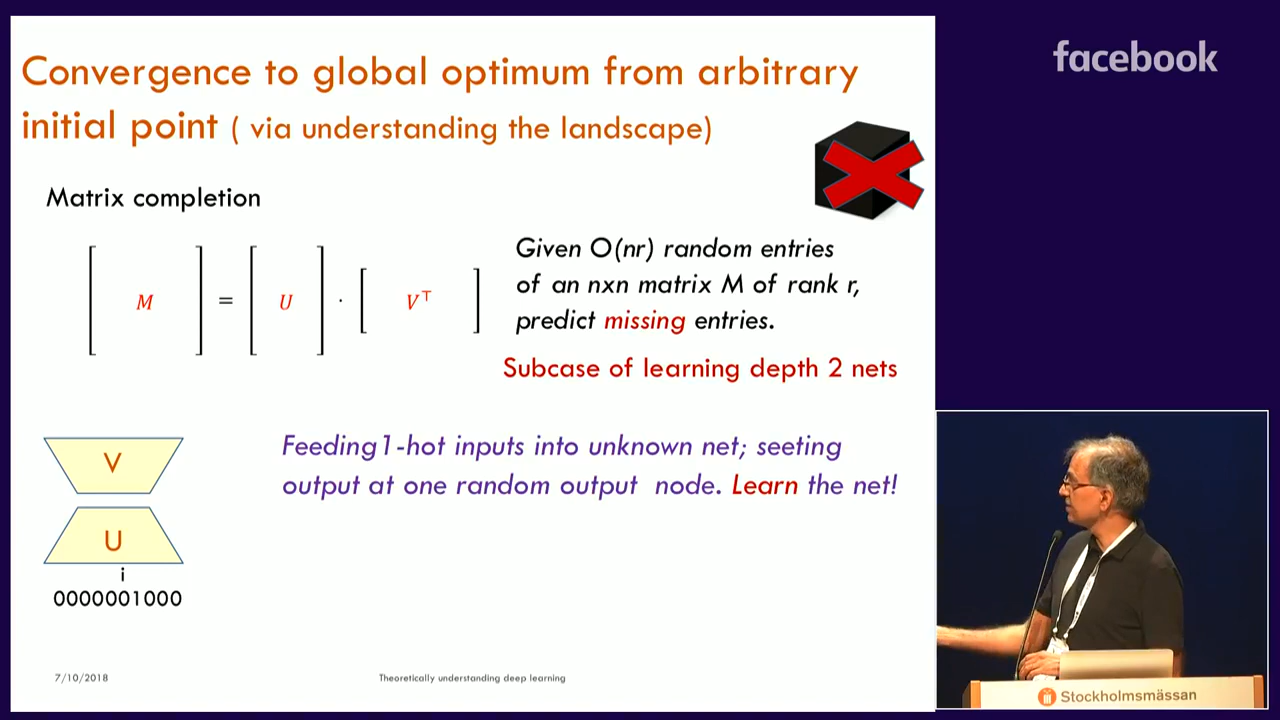 Convergence to global optimum from arbitrary
initial point ( via understanding the landscape)
facebook
Matrix completion
M = U · V⊤
Given O(nr) random entries
of an nxn matrix M of rank r,
predict missing entries.
Subcase of learning depth 2 nets
V
U
i
0000001000
Feeding1-hot inputs into unknown net; seeting
output at one random output node. Learn the net!
7/10/2018
Theoretically understanding deep learning
Stockholmsmässan